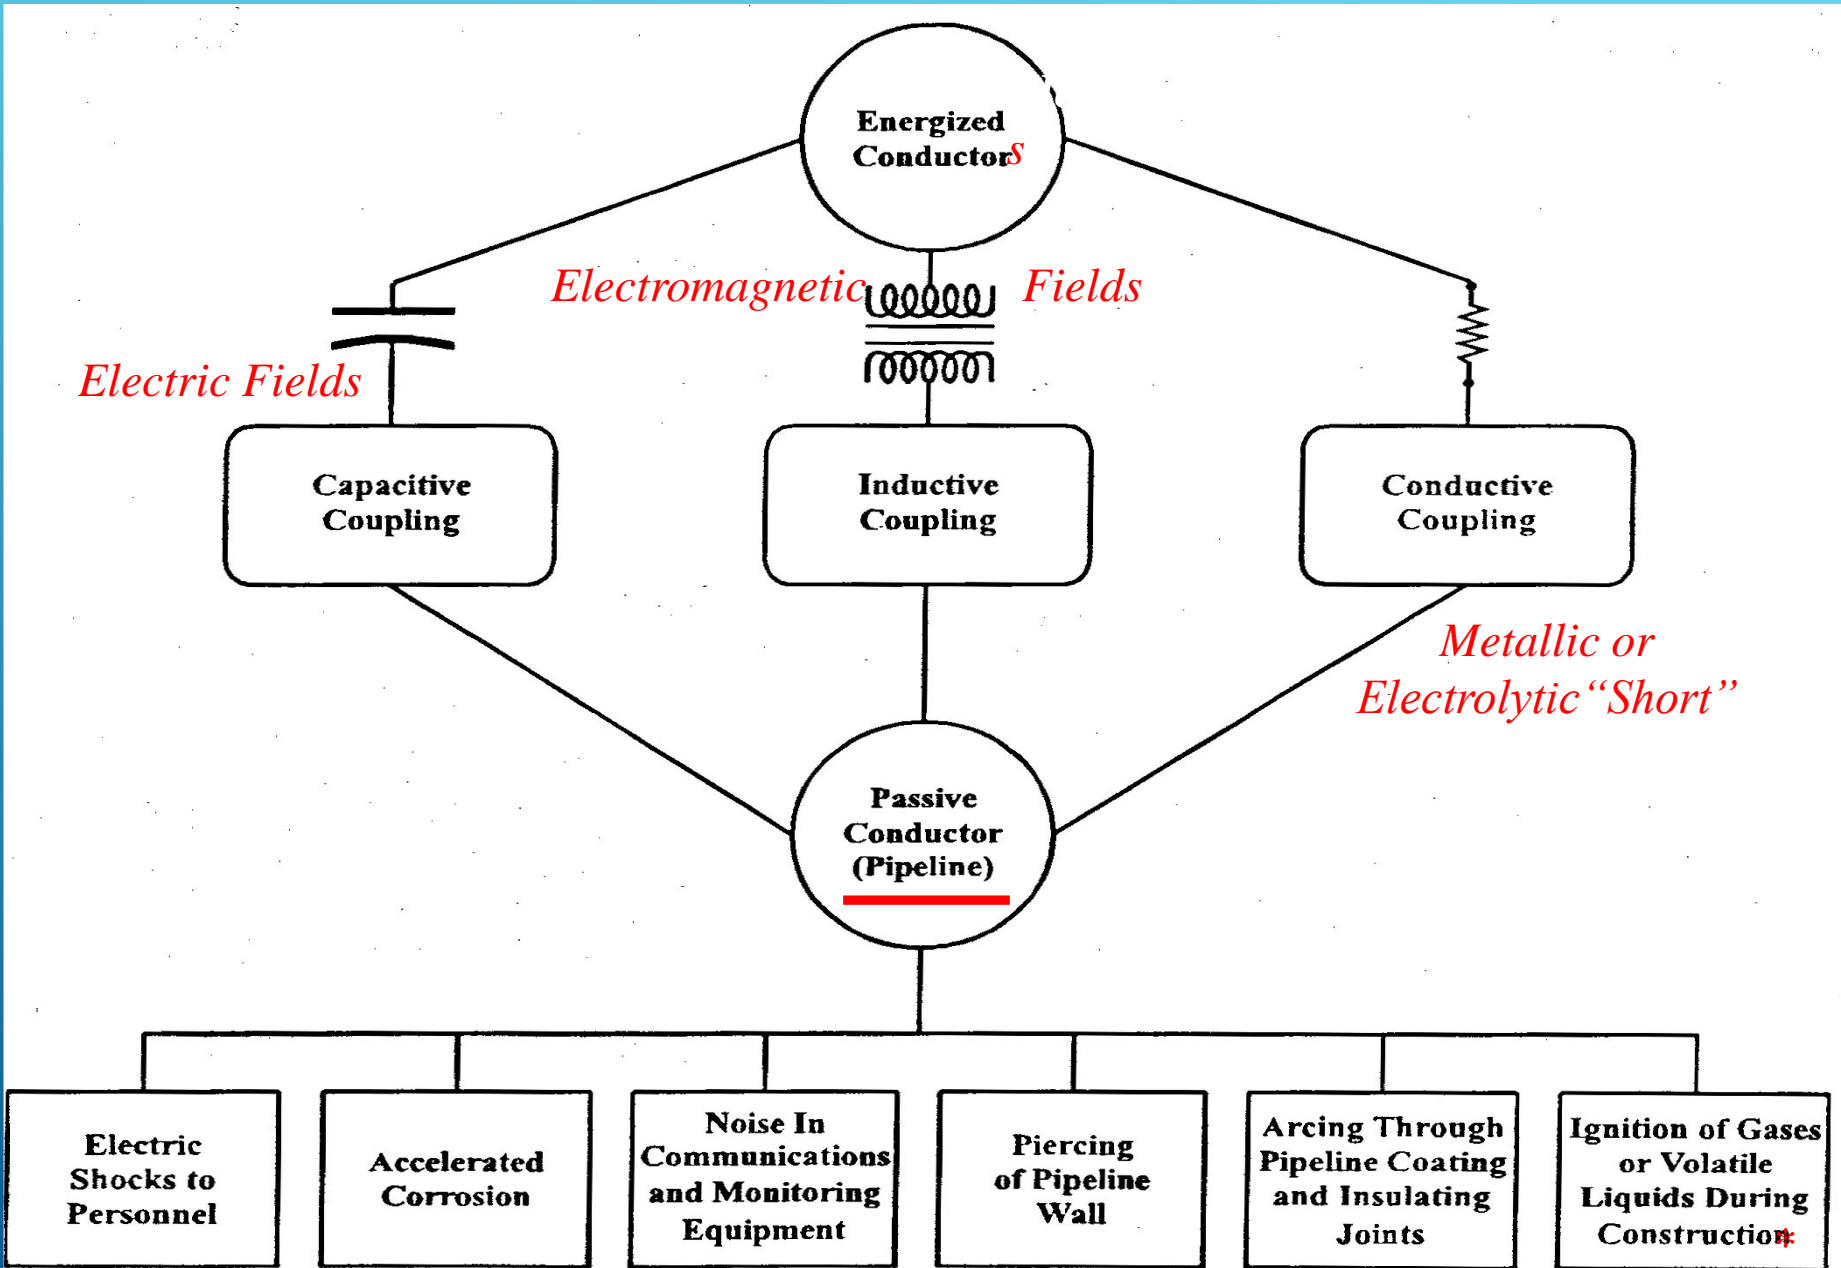 Energized
Conductors
Electromagnetic Fields
Electric Fields
Capacitive
Coupling
Inductive
Coupling
Conductive
Coupling
Metallic or
Electrolytic “Short”
Passive
Conductor
(Pipeline)
Electric
Shocks to
Personnel
Accelerated
Corrosion
Noise In
Communications
and Monitoring
Equipment
Piercing
of Pipeline
Wall
Arcing Through
Pipeline Coating
and Insulating
Joints
Ignition of Gases
or Volatile
Liquids During
Construction*